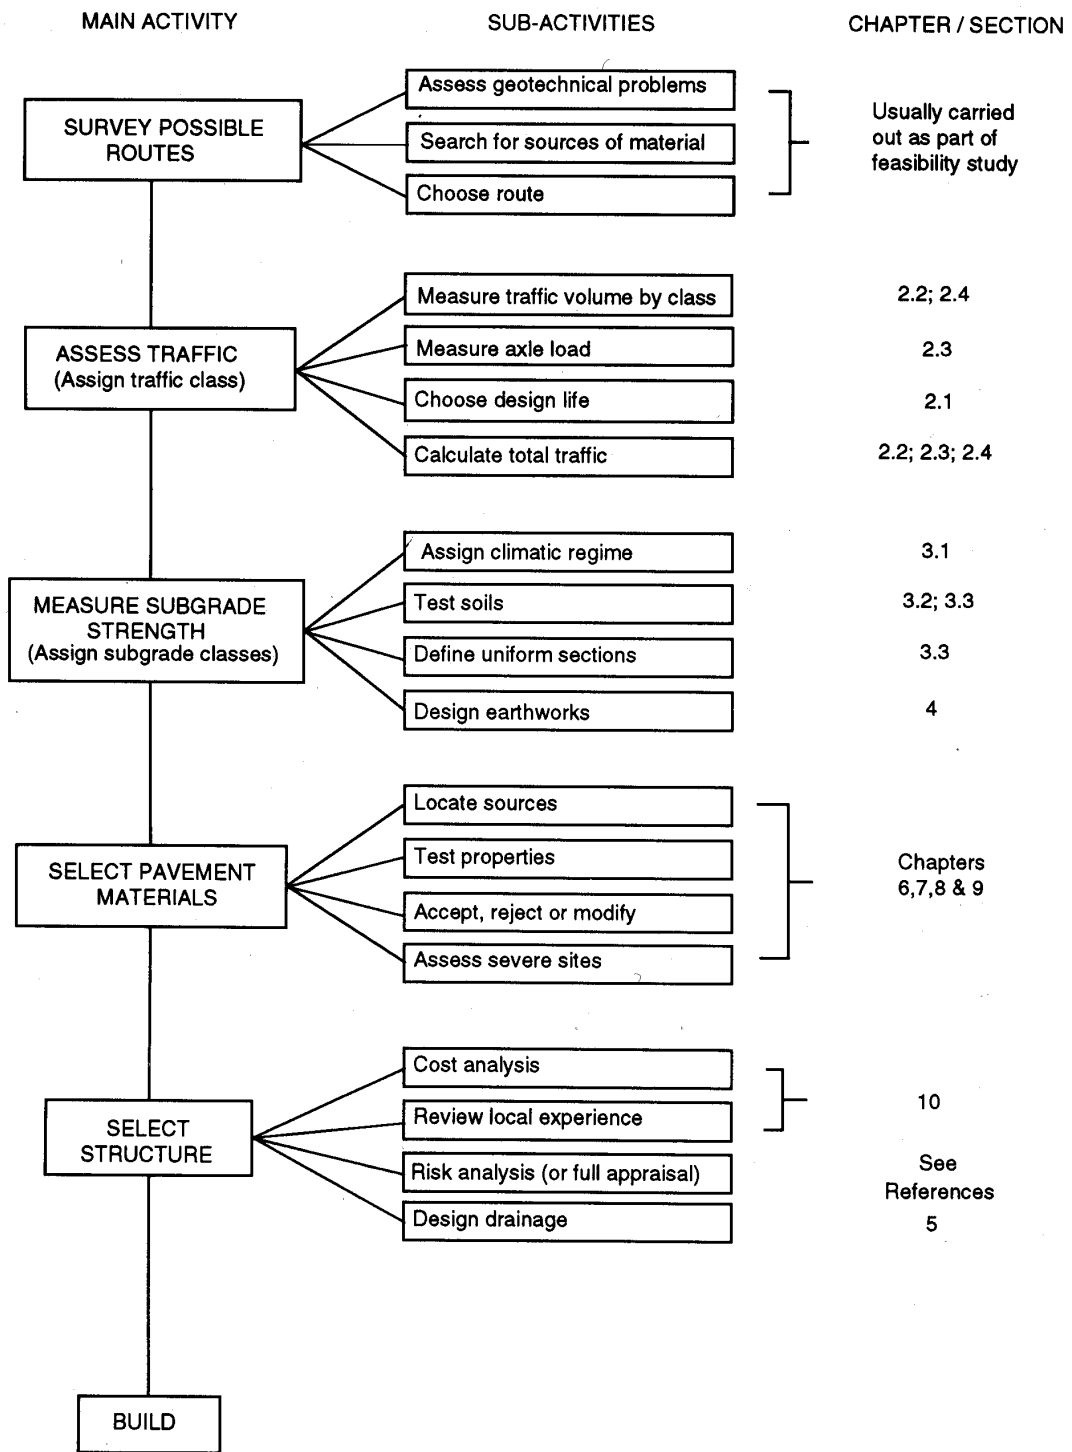 MAIN ACTIVITY
SUB-ACTIVITIES
CHAPTER / SECTION
SURVEY POSSIBLE
ROUTES
Assess geotechnical problems
Search for sources of material
Choose route
Usually carried
out as part of
feasibility study
ASSESS TRAFFIC
(Assign traffic class)
Measure traffic volume by class
2.2; 2.4
Measure axle load
2.3
Choose design life
2.1
Calculate total traffic
2.2; 2.3; 2.4
MEASURE SUBGRADE
STRENGTH
(Assign subgrade classes)
Assign climatic regime
3.1
Test soils
3.2; 3.3
Define uniform sections
3.3
Design earthworks
4
SELECT PAVEMENT
MATERIALS
Locate sources
Test properties
Accept, reject or modify
Assess severe sites
Chapters
6,7,8 & 9
SELECT
STRUCTURE
Cost analysis
Review local experience
10
Risk analysis (or full appraisal)
See
References
Design drainage
5
BUILD